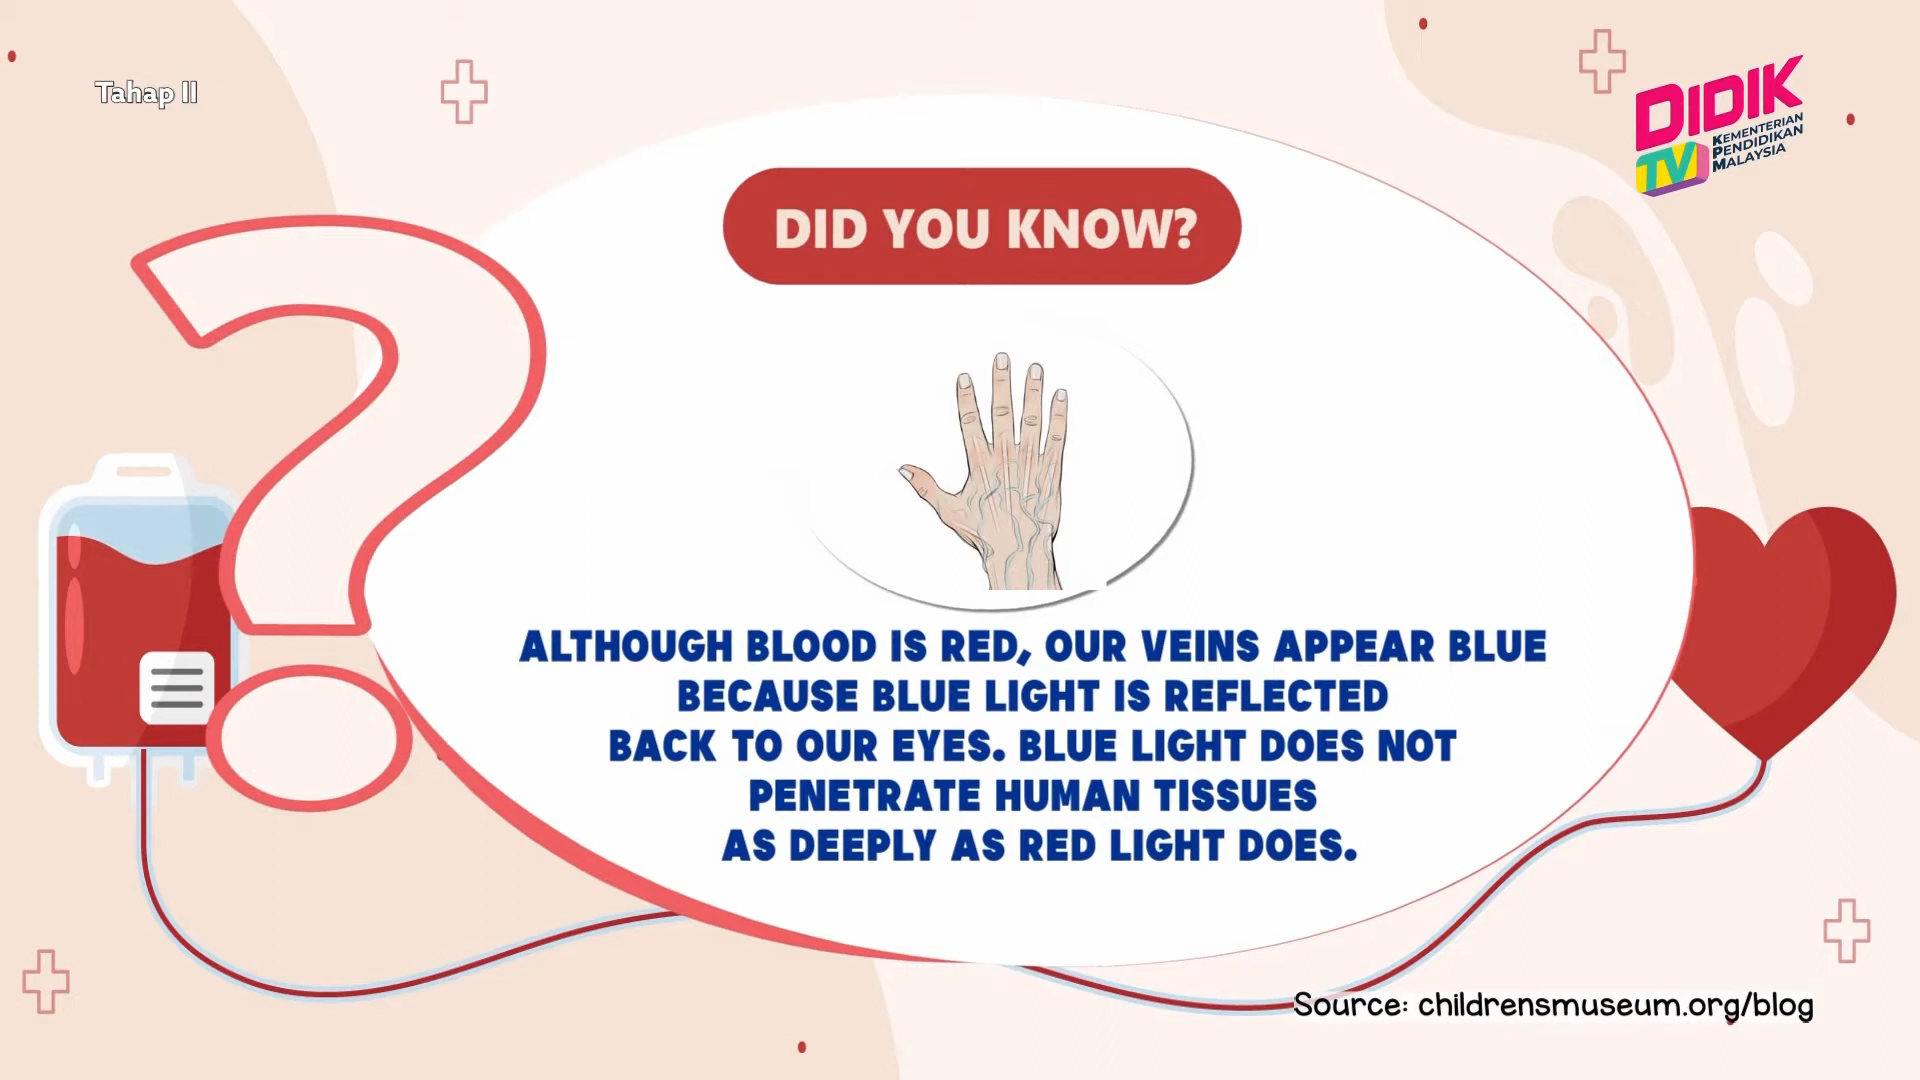 Tahap II
DIDIK
TV
KEMENTERIAN
PENDIDIKAN
MALAYSIA
DID YOU KNOW?
ALTHOUGH BLOOD IS RED, OUR VEINS APPEAR BLUE
BECAUSE BLUE LIGHT IS REFLECTED
BACK TO OUR EYES. BLUE LIGHT DOES NOT
PENETRATE HUMAN TISSUES
AS DEEPLY AS RED LIGHT DOES.
Source: childrensmuseum.org/blog